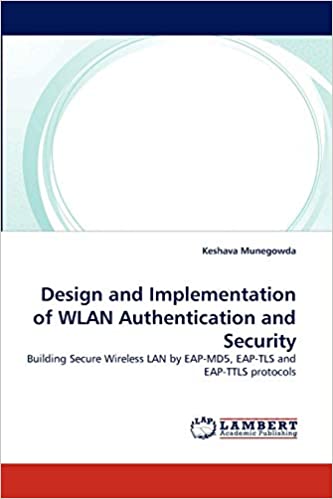 Keshava Munegowda
Design and Implementation
of WLAN Authentication and
Security
Building Secure Wireless LAN by EAP-MD5, EAP-TLS and
EAP-TTLS protocols
LAP LAMBERT
Academic Publishing